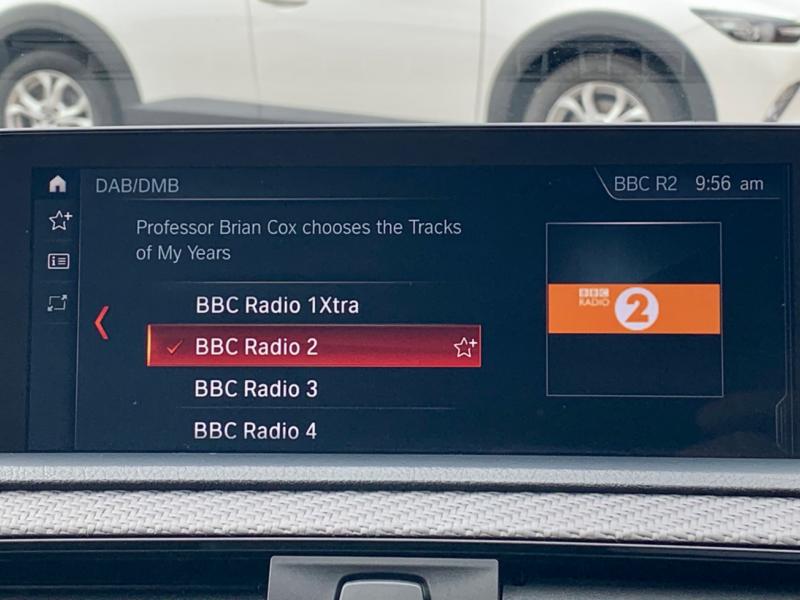 DAB/DMB
BBC R2 9:56 am
Professor Brian Cox chooses the Tracks
of My Years
BBC Radio 1Xtra
BBC Radio 2
BBC Radio 3
BBC Radio 4
BBC
RADIO
2